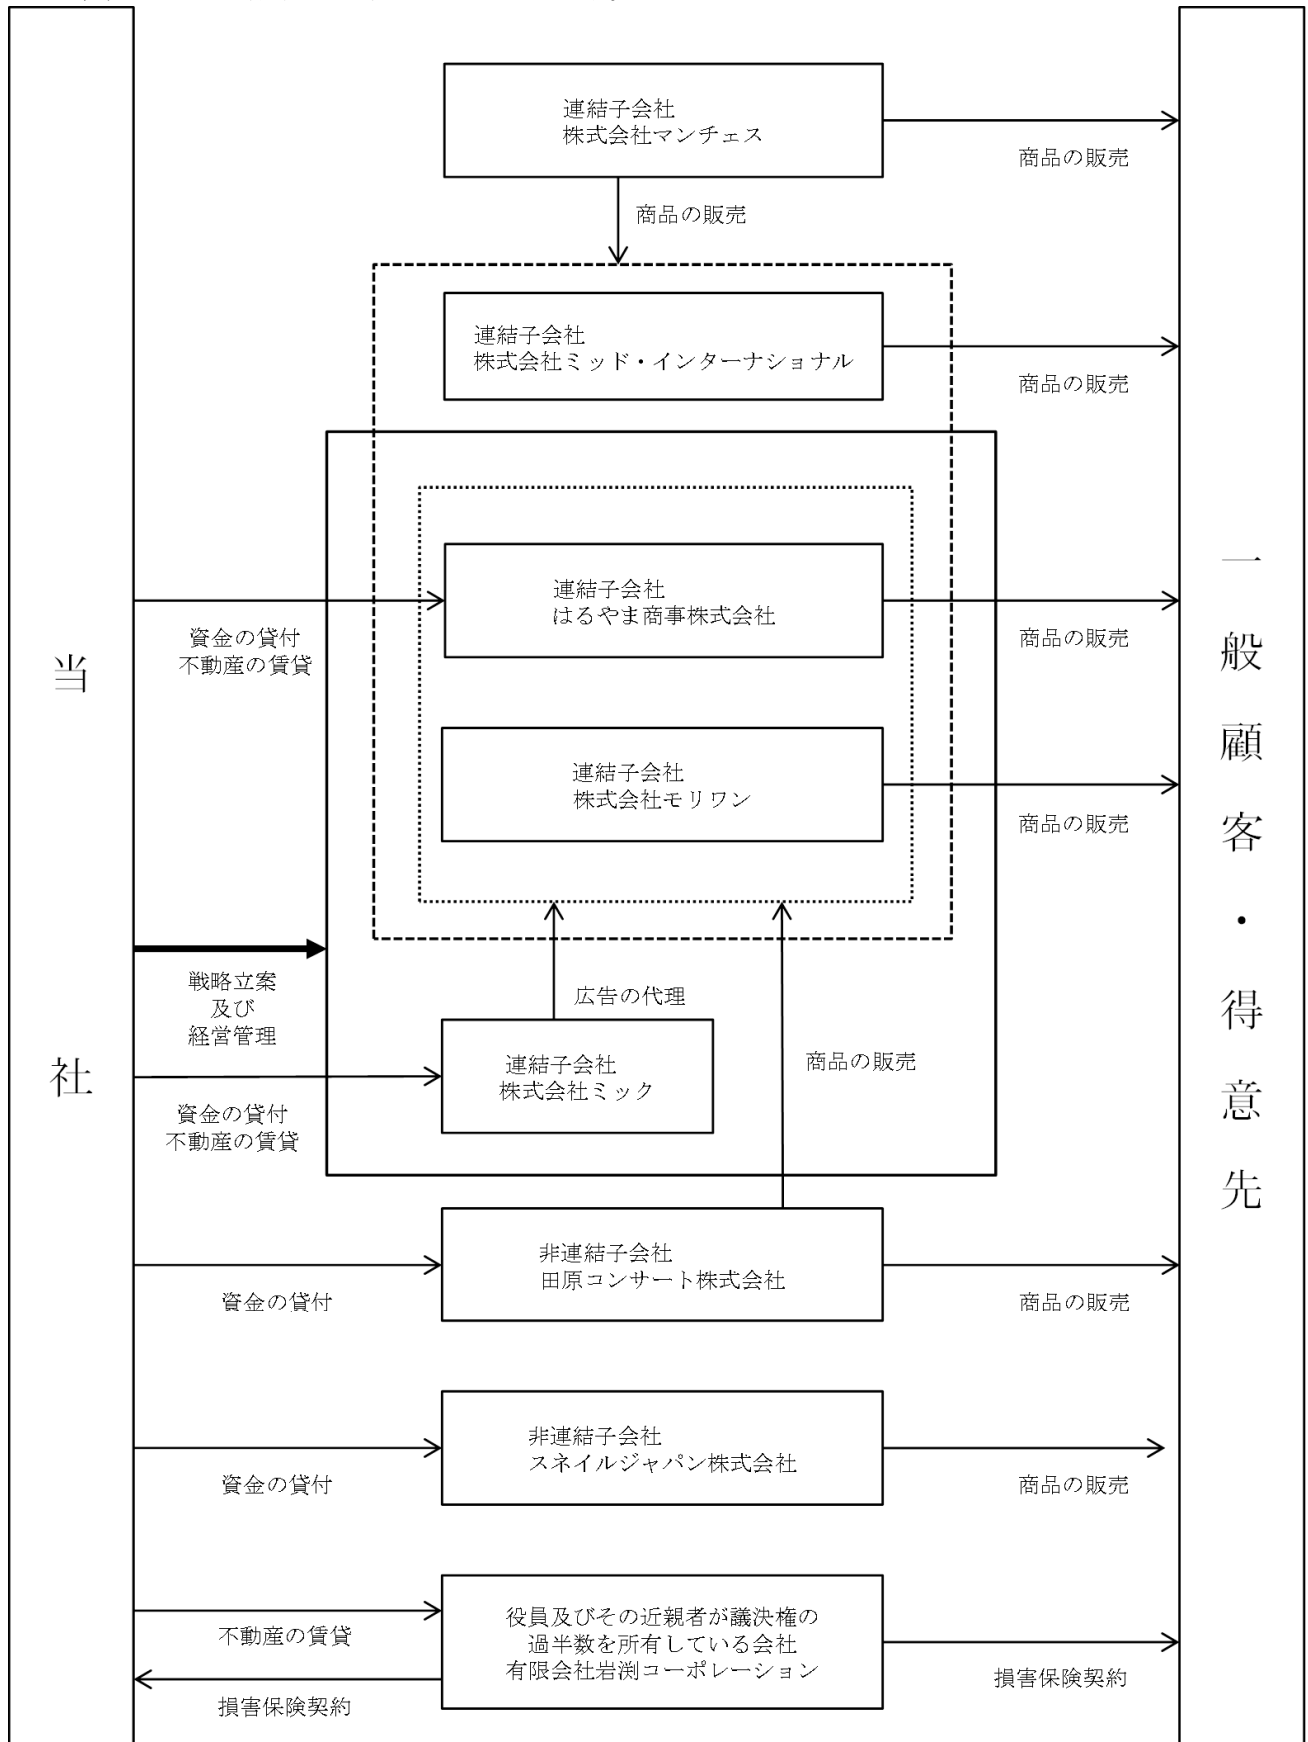 連結子会社
株式会社マンチェス
商品の販売
商品の販売
連結子会社
株式会社ミッド・インターナショナル
商品の販売
連結子会社
はるやま商事株式会社
資金の貸付
不動産の賃貸
商品の販売
当社
一般顧客・得意先
連結子会社
株式会社モリワン
商品の販売
戦略立案
及び
経営管理
広告の代理
連結子会社
株式会社ミック
商品の販売
資金の貸付
不動産の賃貸
非連結子会社
田原コンサート株式会社
資金の貸付
商品の販売
非連結子会社
スネイルジャパン株式会社
資金の貸付
商品の販売
役員及びその近親者が議決権の
過半数を所有している会社
有限会社岩渕コーポレーション
不動産の賃貸
損害保険契約
損害保険契約